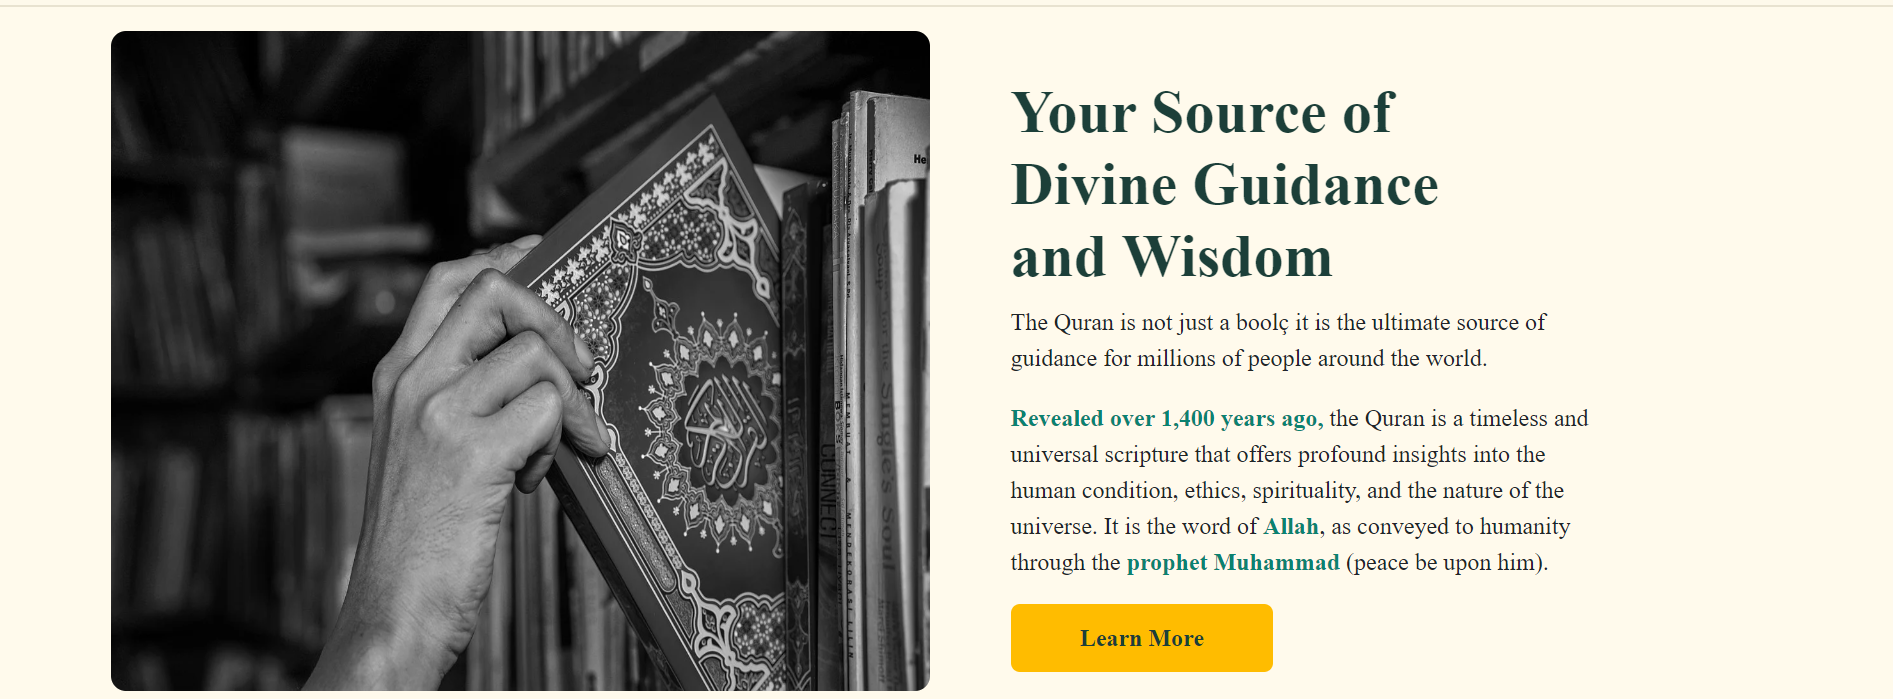 He
Single's Soul
CONNECT
Your Source of
Divine Guidance
and Wisdom
The Quran is not just a boolç it is the ultimate source of
guidance for millions of people around the world.
Revealed over 1,400 years ago, the Quran is a timeless and
universal scripture that offers profound insights into the
human condition, ethics, spirituality, and the nature of the
universe. It is the word of Allah, as conveyed to humanity
through the prophet Muhammad (peace be upon him).
Learn More